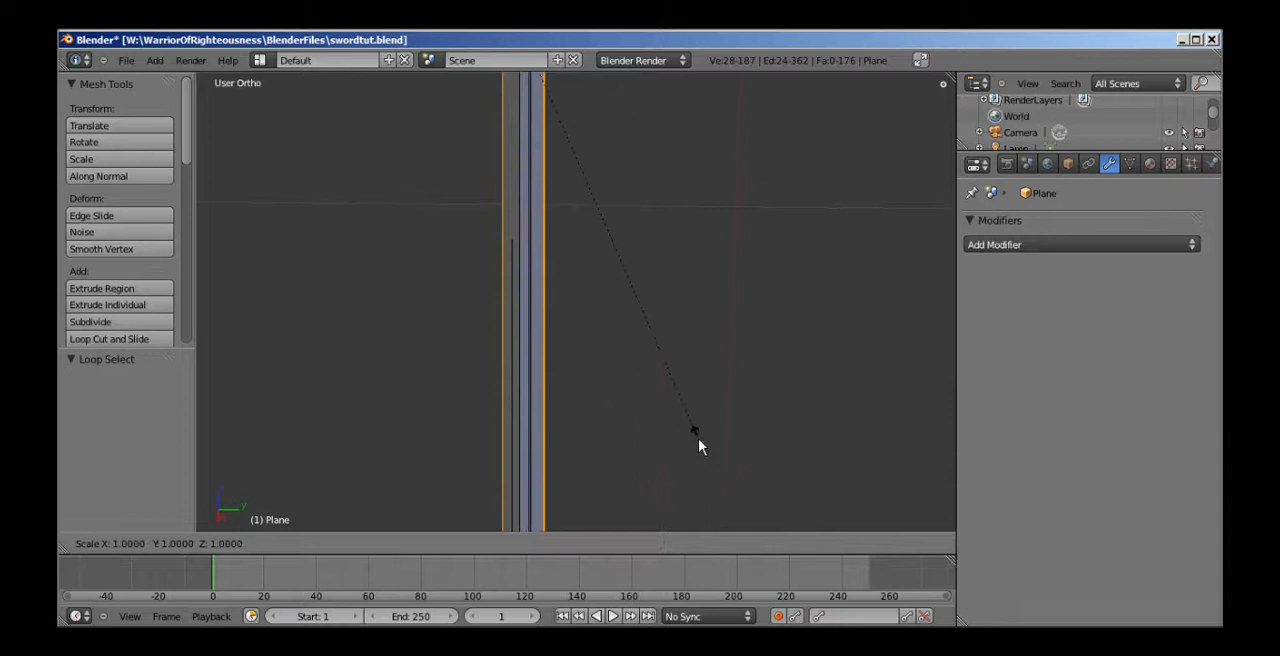 Blender* [W:\WarriorOfRighteousness\BlenderFiles\swordtut.blend]
File Add Render Help Default Scene Blender Render Ve:28-187 | Ed:24-362 | Fa:0-176 | Plane
Mesh Tools
Transform:
Translate
Rotate
Scale
Along Normal
Deform:
Edge Slide
Noise
Smooth Vertex
Add:
Extrude Region
Extrude Individual
Subdivide
Loop Cut and Slide
Loop Select
User Ortho
(1) Plane
View Search All Scenes
RenderLayers
World
Camera
Lamp
Plane
Modifiers
Add Modifier
Scale X: 1.0000 Y 1.0000 Z: 1.0000
-40 -20 0 20 40 60 80 100 120 140 160 180 200 220 240 260
View Frame Playback Start: 1 End: 250 1 No Sync